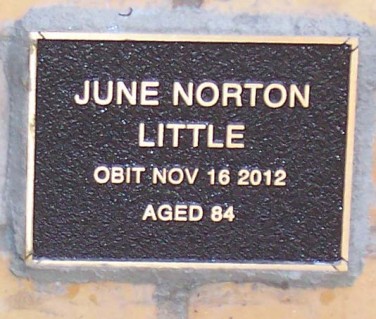 JUNE NORTON
LITTLE
OBIT NOV 16 2012
AGED 84